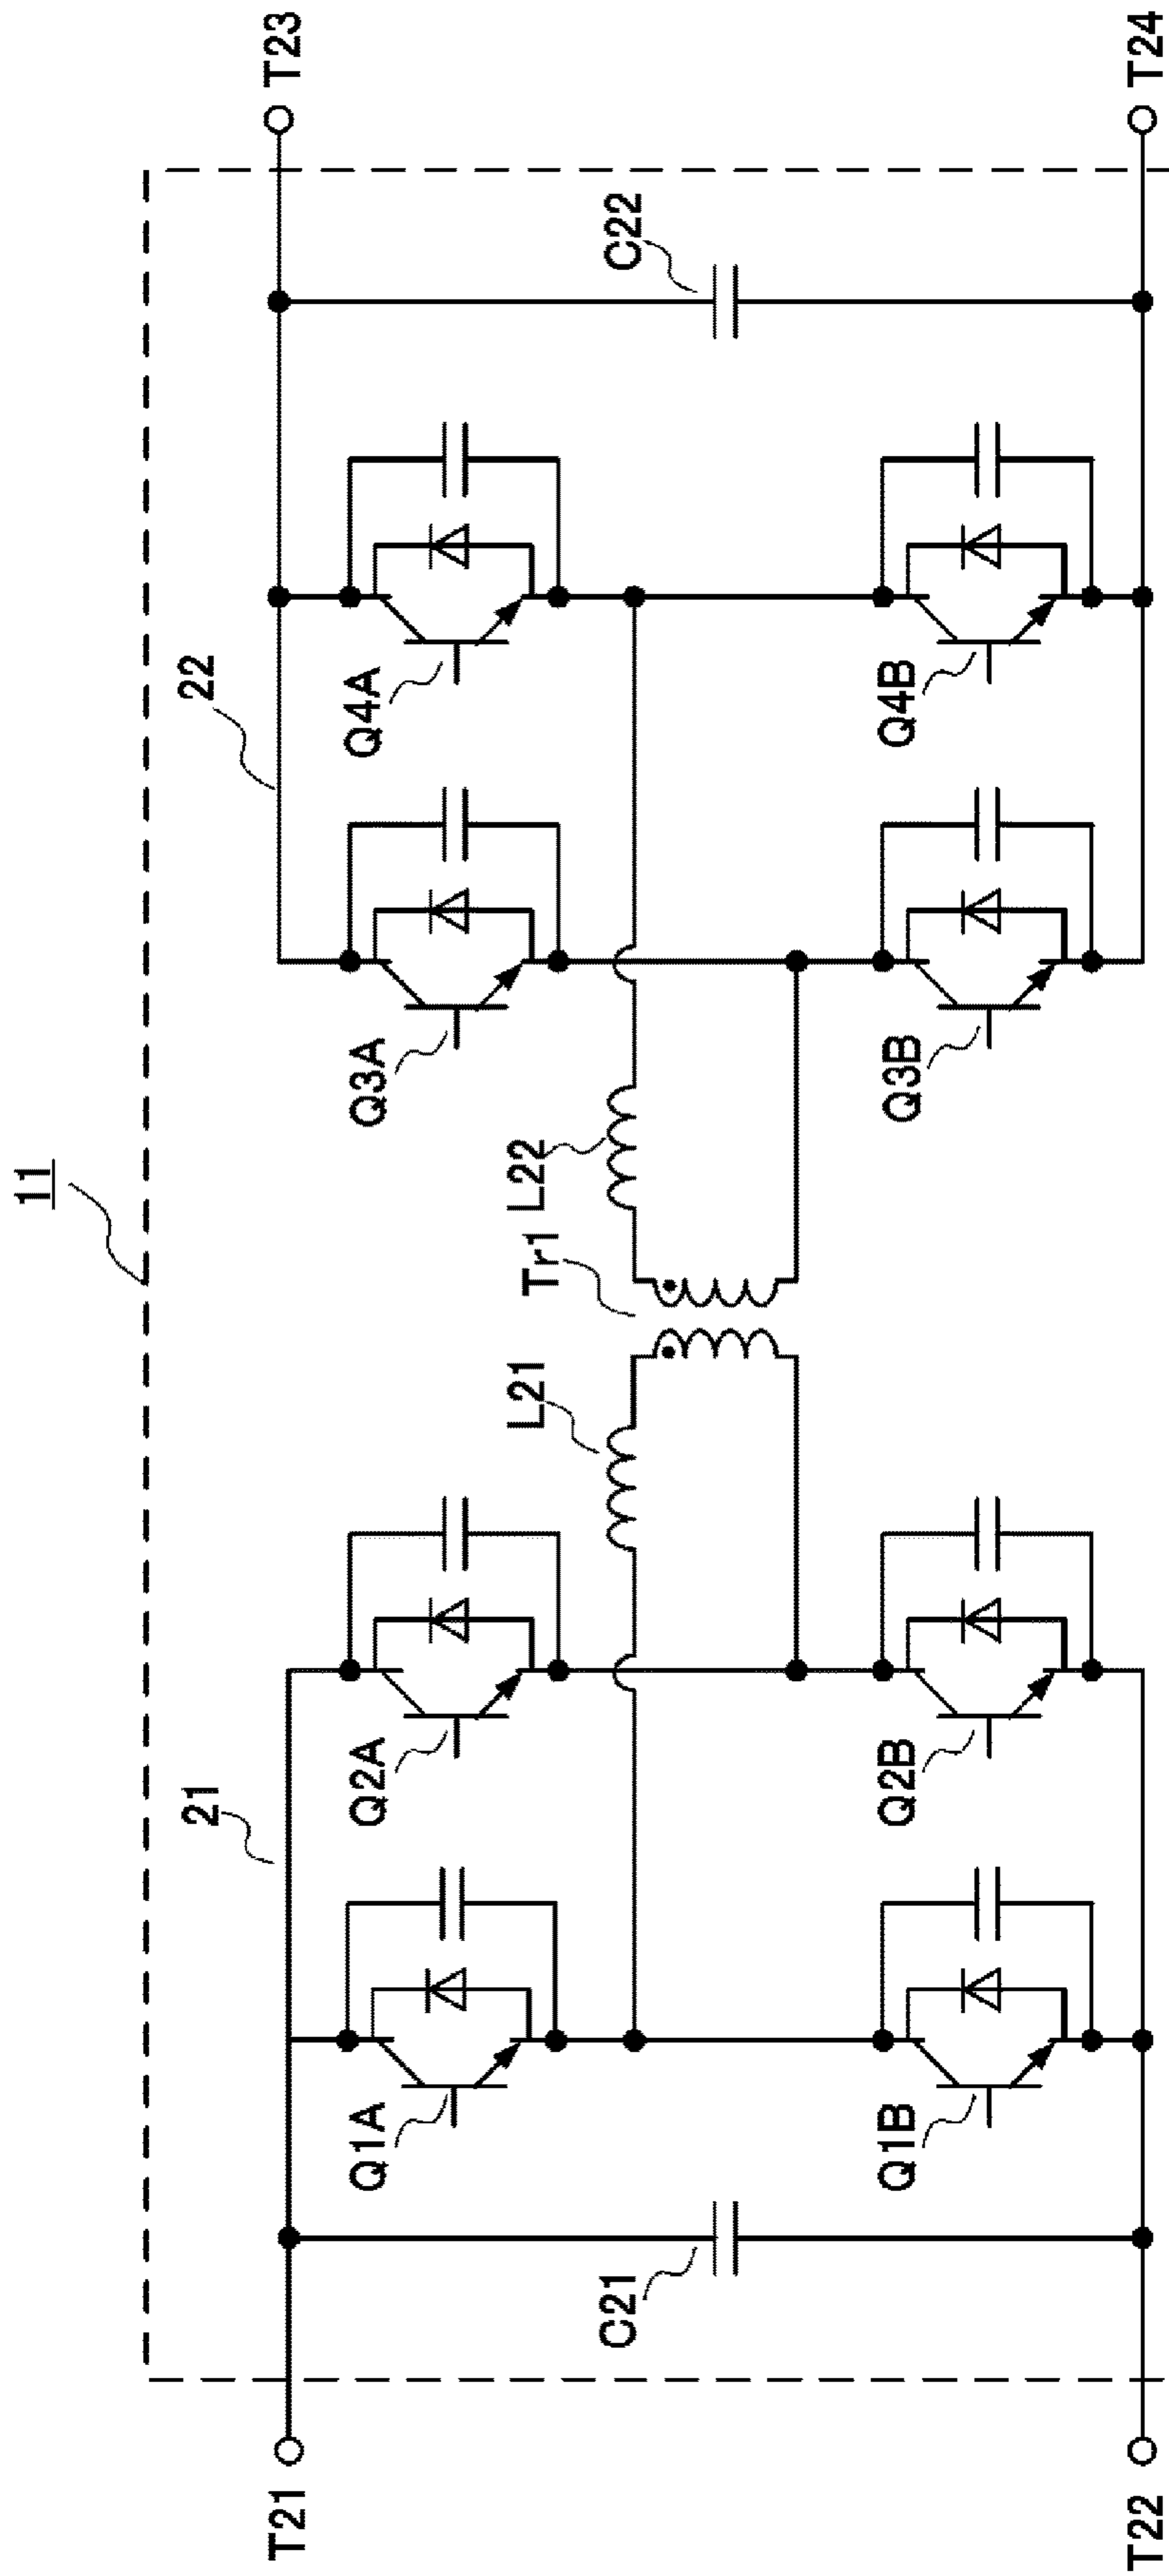 11
21
22
T21
T22
T23
T24
C21
C22
Q1A
Q1B
Q2A
Q2B
L21
Tr1
L22
Q3A
Q3B
Q4A
Q4B